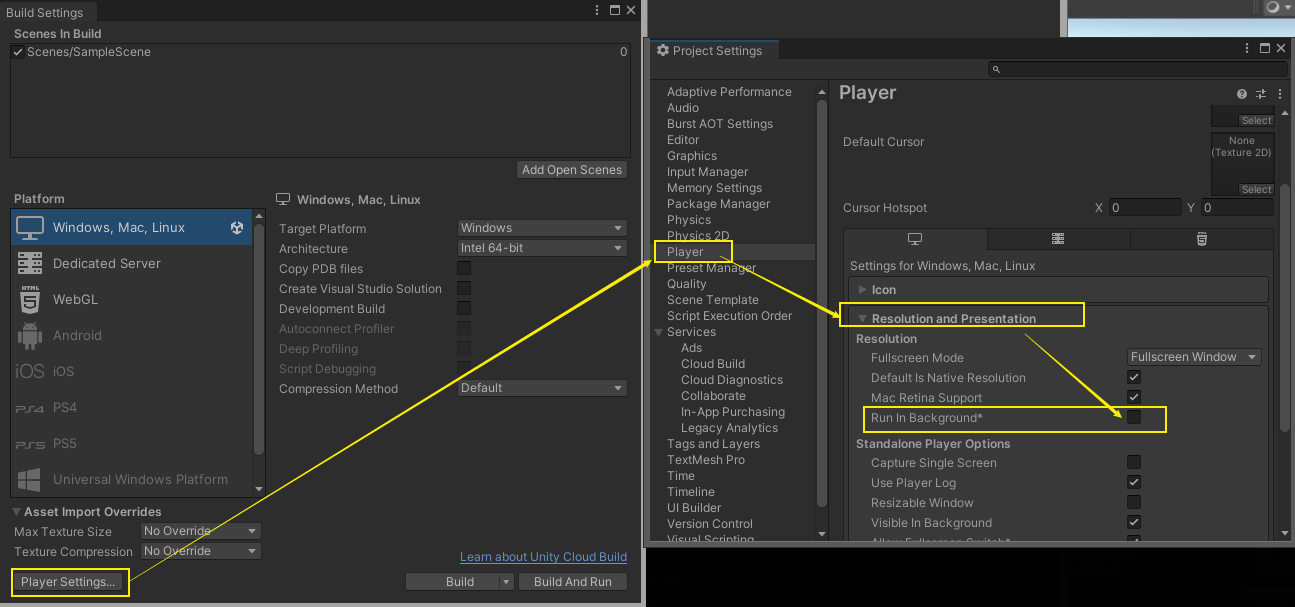 Build Settings
Scenes In Build
Scenes/SampleScene 0
Add Open Scenes
Platform
Windows, Mac, Linux
Dedicated Server
HTML
WebGL
Android
iOS iOS
PS4 PS4
PS5 PS5
Universal Windows Platform
Windows, Mac, Linux
Target Platform Windows
Architecture Intel 64-bit
Copy PDB files
Create Visual Studio Solution
Development Build
Autoconnect Profiler
Deep Profiling
Script Debugging
Compression Method Default
Asset Import Overrides
Max Texture Size No Override
Texture Compression No Override
Learn about Unity Cloud Build
Player Settings...
Build
Build And Run
Project Settings
Adaptive Performance
Audio
Burst AOT Settings
Editor
Graphics
Input Manager
Memory Settings
Package Manager
Physics
Physics 2D
Player
Preset Manager
Quality
Scene Template
Script Execution Order
Services
Ads
Cloud Build
Cloud Diagnostics
Collaborate
In-App Purchasing
Legacy Analytics
Tags and Layers
TextMesh Pro
Time
Timeline
UI Builder
Version Control
Visual Scripting
Player
Select
Default Cursor
None
(Texture 2D)
Select
Cursor Hotspot X 0 Y 0
Settings for Windows, Mac, Linux
Icon
Resolution and Presentation
Resolution
Fullscreen Mode Fullscreen Window
Default Is Native Resolution
Mac Retina Support
Run In Background*
Standalone Player Options
Capture Single Screen
Use Player Log
Resizable Window
Visible In Background
Allow Fullscreen Switch*